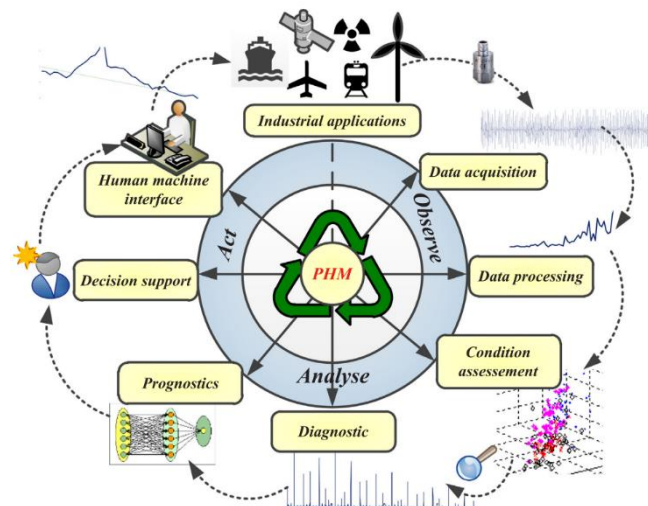 Industrial applications
Data acquisition
Human machine
interface
Act
Observe
PHM
Decision support
Data processing
Condition
assessement
Prognostics
Analyse
Diagnostic